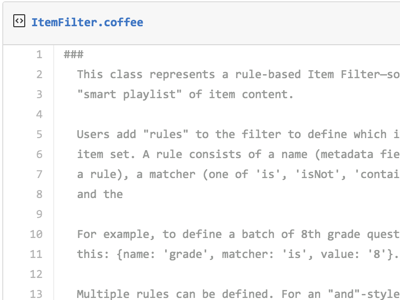 ItemFilter.coffee
1 ###
2 This class represents a rule-based Item Filter—so
3 "smart playlist" of item content.
4
5 Users add "rules" to the filter to define which i
6 item set. A rule consists of a name (metadata fie
7 a rule), a matcher (one of 'is', 'isNot', 'contai
8 and the
9
10 For example, to define a batch of 8th grade quest
11 this: {name: 'grade', matcher: 'is', value: '8'}.
12
13 Multiple rules can be defined. For an "and"-style